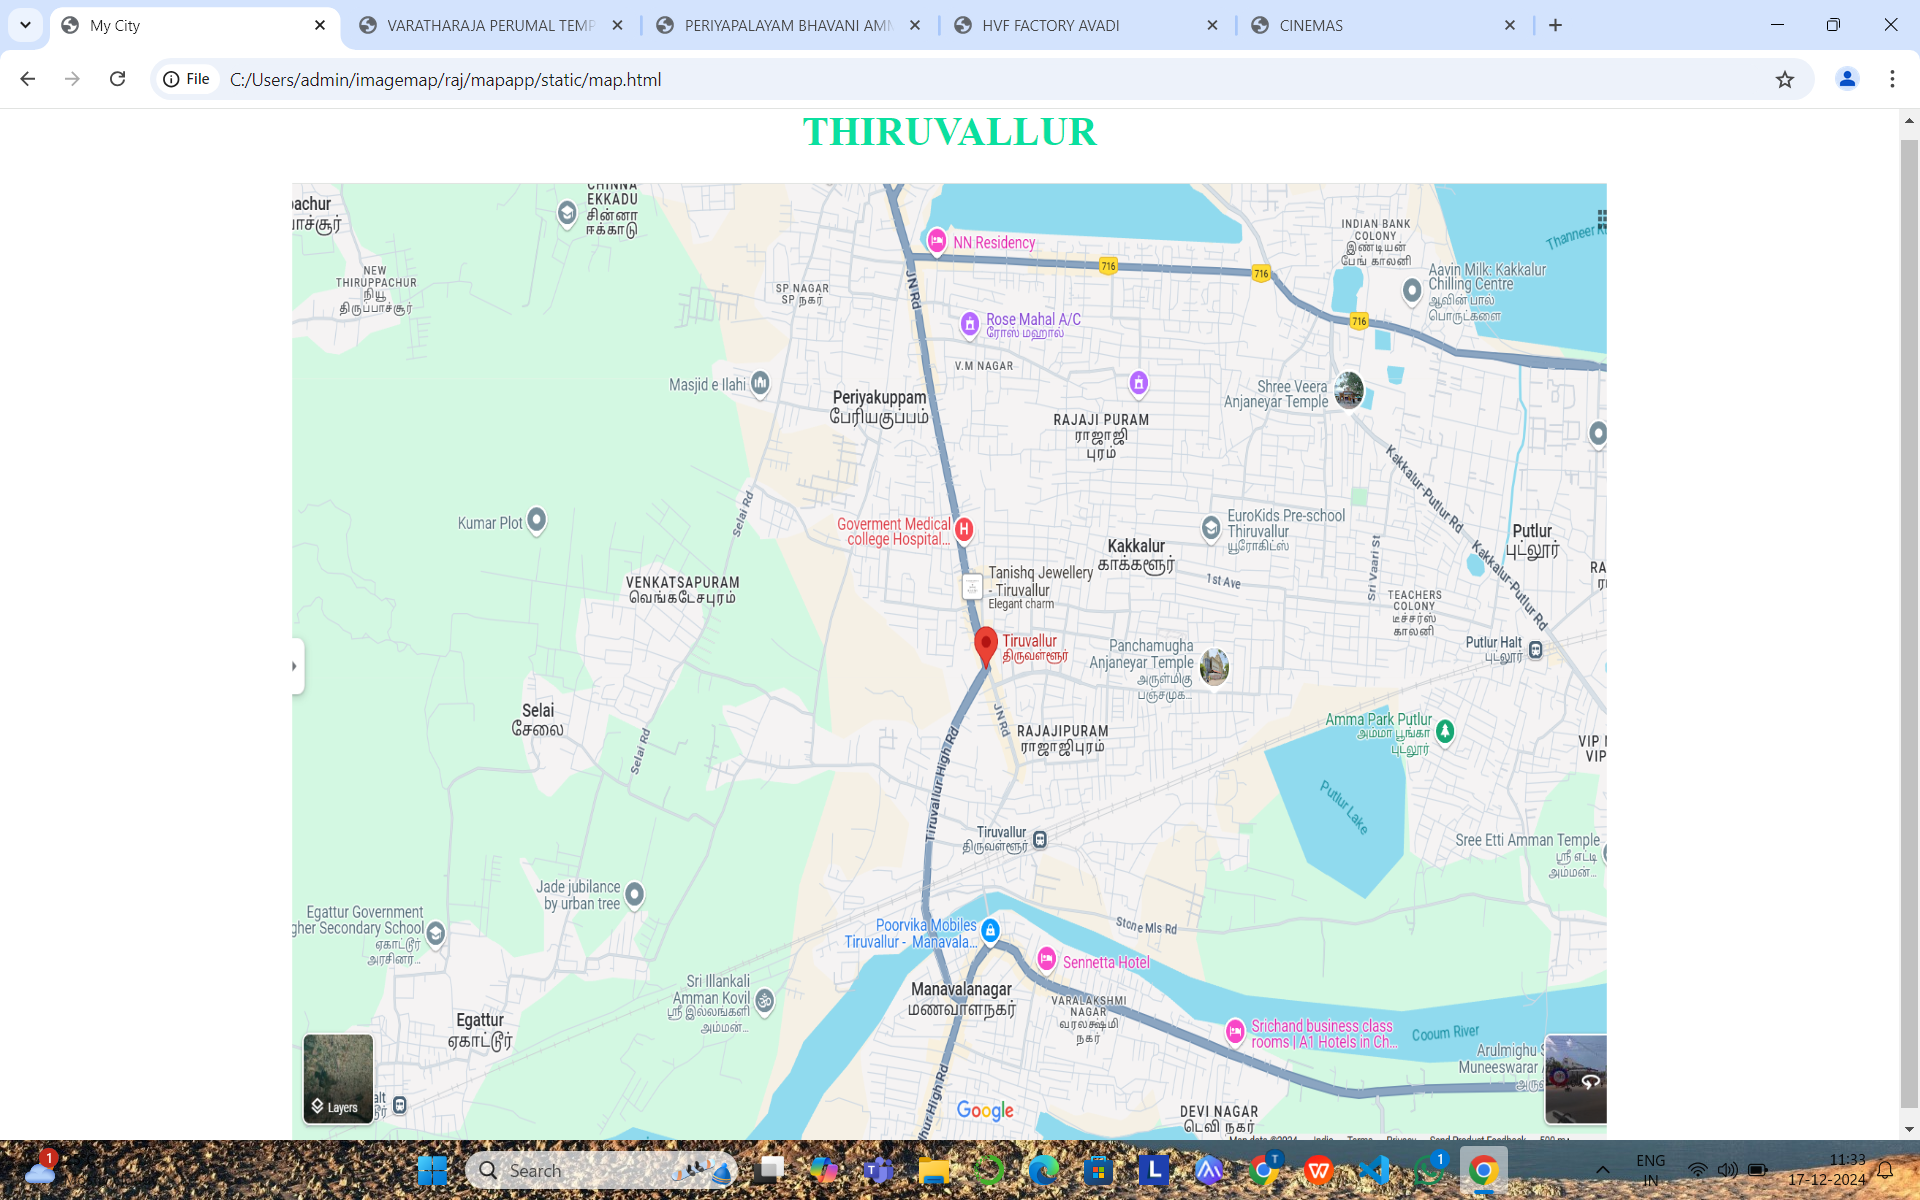 My City
VARATHARAJA PERUMAL TEMP
PERIYAPALAYAM BHAVANI AM
HVF FACTORY AVADI
CINEMAS
File
C:/Users/admin/imagemap/raj/mapapp/static/map.html
THIRUVALLUR
CHINNA
EKKADU
சின்னா
ஈக்காடு
NEW
THIRUPPACHUR
நியூ
திருப்பாச்சூர்
SP NAGAR
SP நகர்
NN Residency
JN Rd
716
716
716
INDIAN BANK
COLONY
இண்டியன்
பேங் காலனி
Thanneer
Aavin Milk: Kakkalur
Chilling Centre
ஆவின் பால்
பொருட்களை
Rose Mahal A/C
ரோஸ் மஹால்
V.M NAGAR
Masjid e Ilahi
Periyakuppam
பேரியகுப்பம்
RAJAJI PURAM
ராஜாஜி
புரம்
Shree Veera
Anjaneyar Temple
Kakkalur-Putlur Rd
Kumar Plot
Selai Rd
Goverment Medical
college Hospital...
EuroKids Pre-school
Thiruvallur
யூரோகிட்ஸ்
Kakkalur
காக்களூர்
Putlur
புட்லூர்
Kakkalur-Putlur Rd
1st Ave
Sri Vaari St
Tanishq Jewellery
- Tiruvallur
Elegant charm
VENKATSAPURAM
வெங்கடேசபுரம்
TEACHERS
COLONY
டீச்சர்ஸ்
காலனி
RA
Tiruvallur
திருவள்ளூர்
Panchamugha
Anjaneyar Temple
அருள்மிகு
பஞ்சமுக...
Putlur Halt
புடலூர்
Selai
சேலை
Selai Rd
JN Rd
RAJAJIPURAM
ராஜாஜிபுரம்
Amma Park Putlur
அம்மா பூங்கா
புட்லூர்
VIP
VIP
Tiruvallur High Rd
Putlur Lake
Tiruvallur
திருவள்ளூர்
Sree Etti Amman Temple
ஸ்ரீ எட்டி
அம்மன்...
Jade jubilance
by urban tree
Egattur Government
gher Secondary School
ஏகாட்டூர்
அரசினர்...
Poorvika Mobiles
Tiruvallur - Manavala...
Stone Mls Rd
Sennetta Hotel
Sri Illankali
Amman Kovil
ஸ்ரீ இல்லங்களி
அம்மன்...
Manavalanagar
மணவாளநகர்
VARALAKSHMI
NAGAR
வரலக்ஷ்மி
நகர்
Egattur
ஏகாட்டூர்
Srichand business class
rooms | A1 Hotels in Ch...
Cooum River
Arulmighu
Muneeswarar
Layers
Google
DEVI NAGAR
டெவி நகர்
1
Search
1
ENG
IN
11:33
17-12-2024